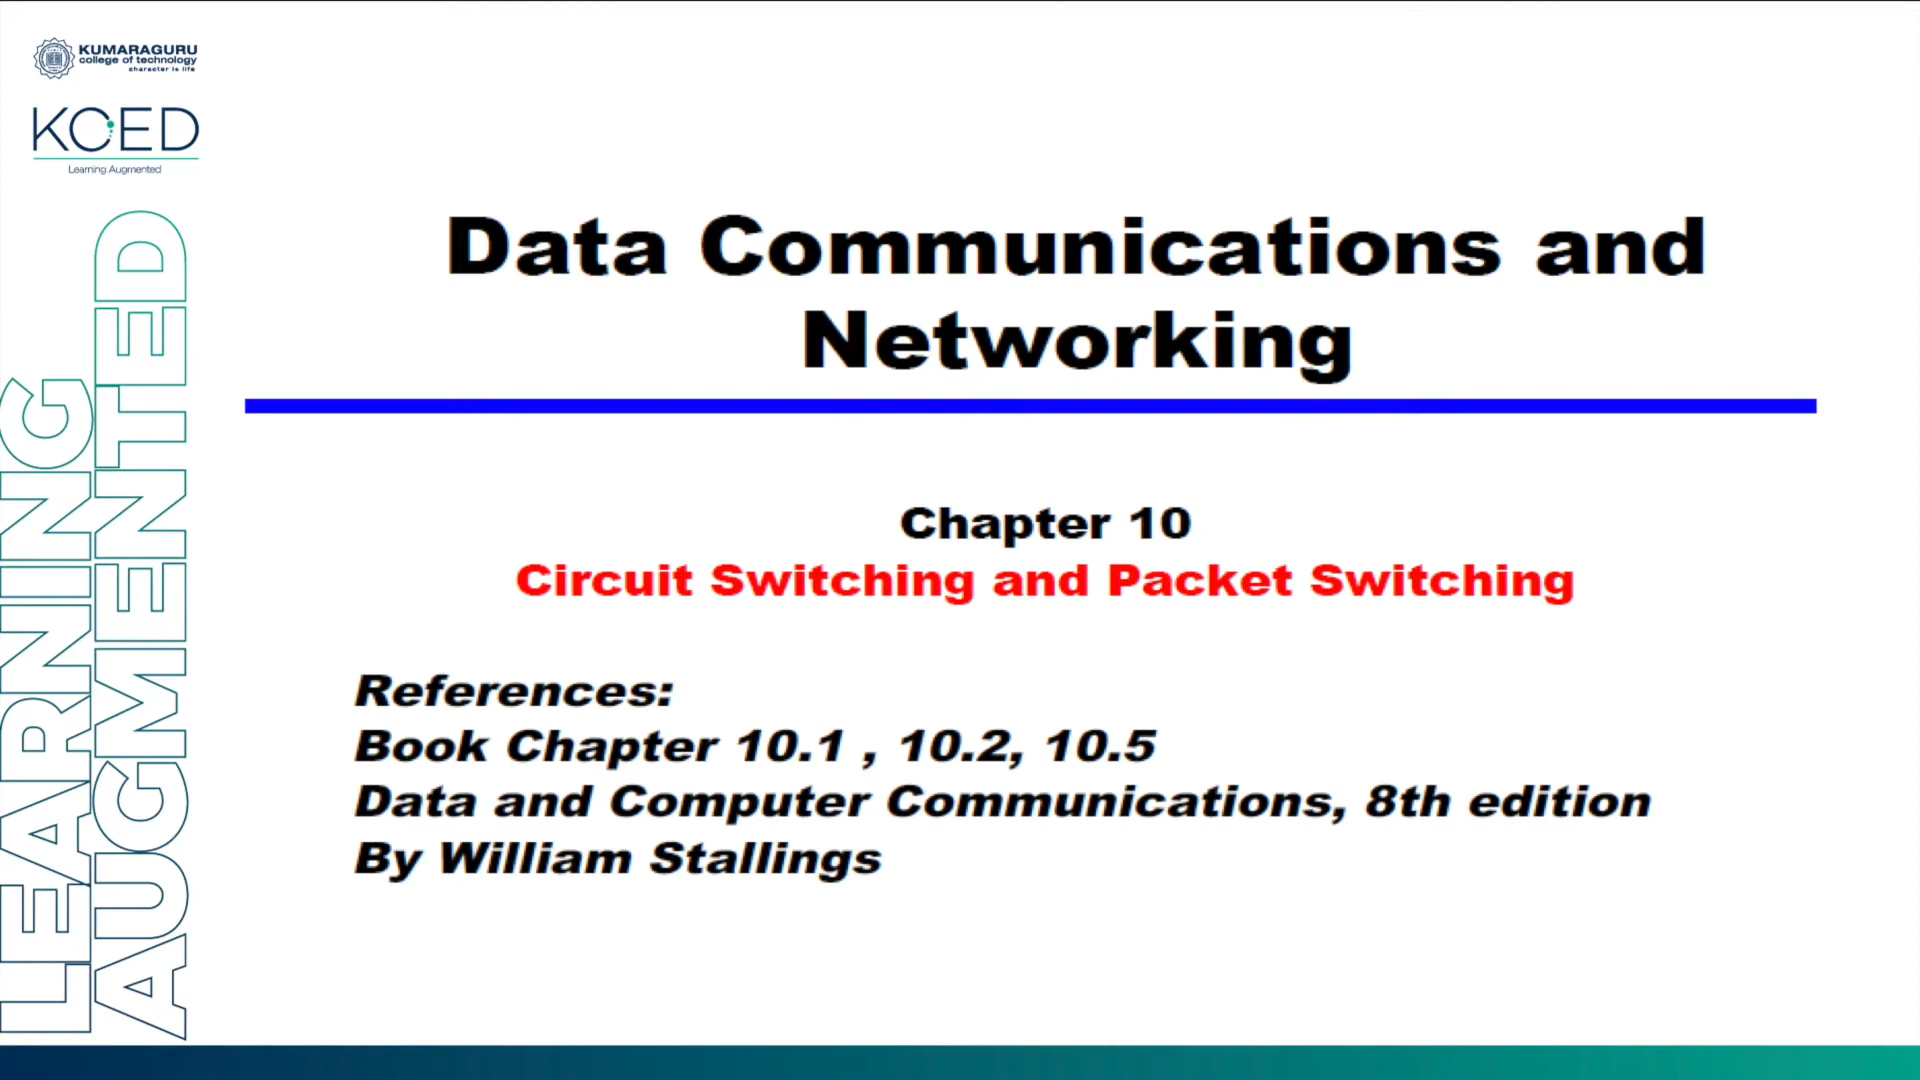 KUMARAGURU
college of technology
character is life
KCED
Learning Augmented
LEARNING
AUGMENTED
Data Communications and
Networking
Chapter 10
Circuit Switching and Packet Switching
References:
Book Chapter 10.1 , 10.2, 10.5
Data and Computer Communications, 8th edition
By William Stallings